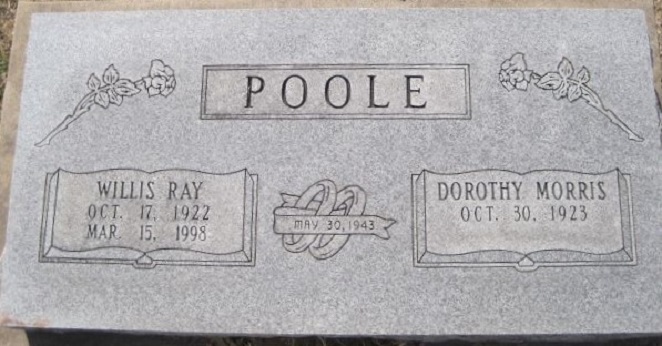 POOLE
WILLIS RAY
OCT. 17, 1922
MAR. 15, 1998
MAY 30, 1943
DOROTHY MORRIS
OCT. 30, 1923